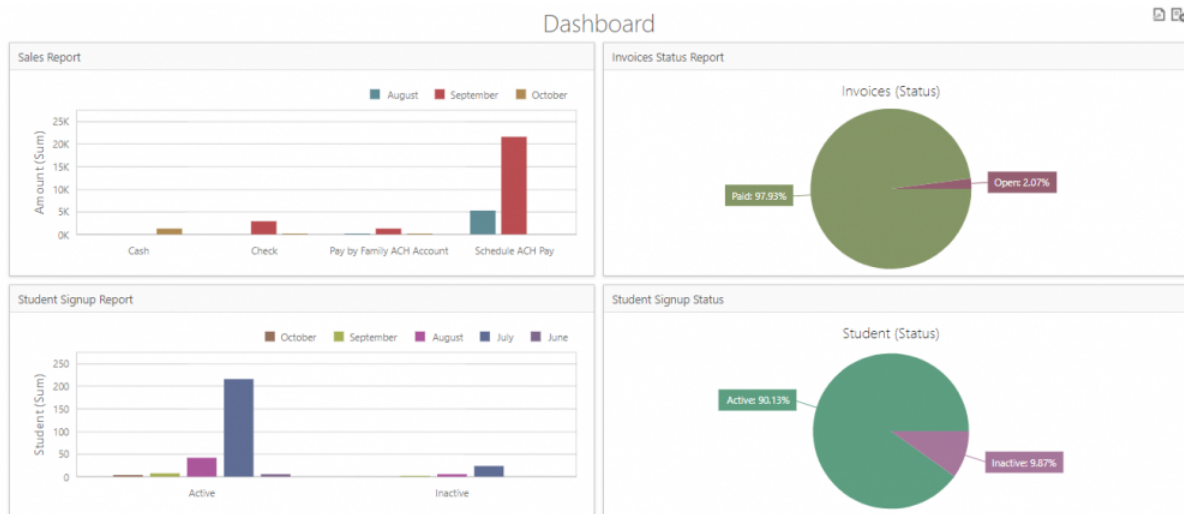 Dashboard
Sales Report
August September October
Amount (Sum)
25K
20K
15K
10K
5K
0K
Cash Check Pay by Family ACH Account Schedule ACH Pay
Invoices Status Report
Invoices (Status)
Paid: 97.93%
Open: 2.07%
Student Signup Report
October September August July June
Student (Sum)
250
200
150
100
50
0
Active Inactive
Student Signup Status
Student (Status)
Active: 90.13%
Inactive: 9.87%